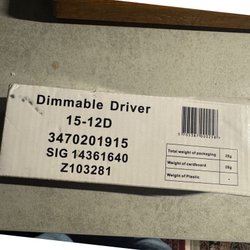 Dimmable Driver
15-12D
3470201915
SIG 14361640
Z103281
Total weight of packaging
Weight of cardboard
Weight of Plastic
-